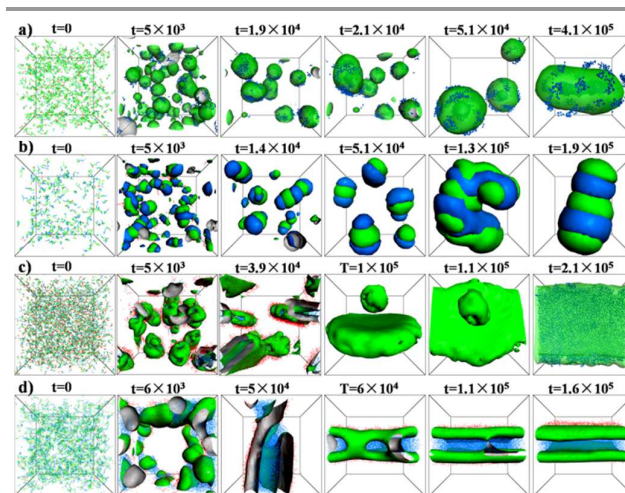 a) t=0 t=5×10³ t=1.9×10⁴ t=2.1×10⁴ t=5.1×10⁴ t=4.1×10⁵
b) t=0 t=5×10³ t=1.4×10⁴ t=5.1×10⁴ t=1.3×10⁵ t=1.9×10⁵
c) t=0 t=5×10³ t=3.9×10⁴ T=1×10⁵ t=1.1×10⁵ t=2.1×10⁵
d) t=0 t=6×10³ t=5×10⁴ T=6×10⁴ t=1.1×10⁵ t=1.6×10⁵